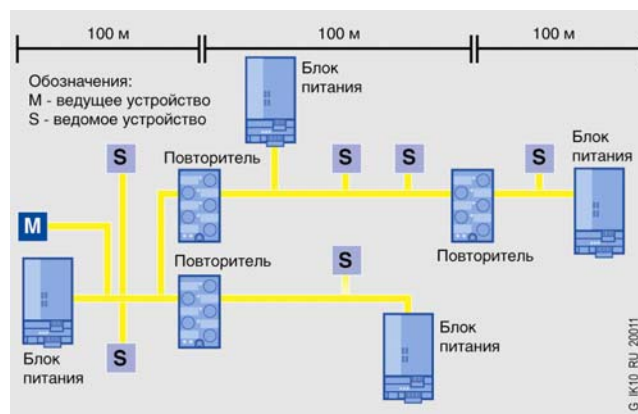 100 м
100 м
100 м
Обозначения:
М - ведущее устройство
S - ведомое устройство
Блок
питания
S
Повторитель
S
S
S
Блок
питания
M
Повторитель
S
Повторитель
Блок
питания
S
Блок
питания
G_IK10_RU_20011